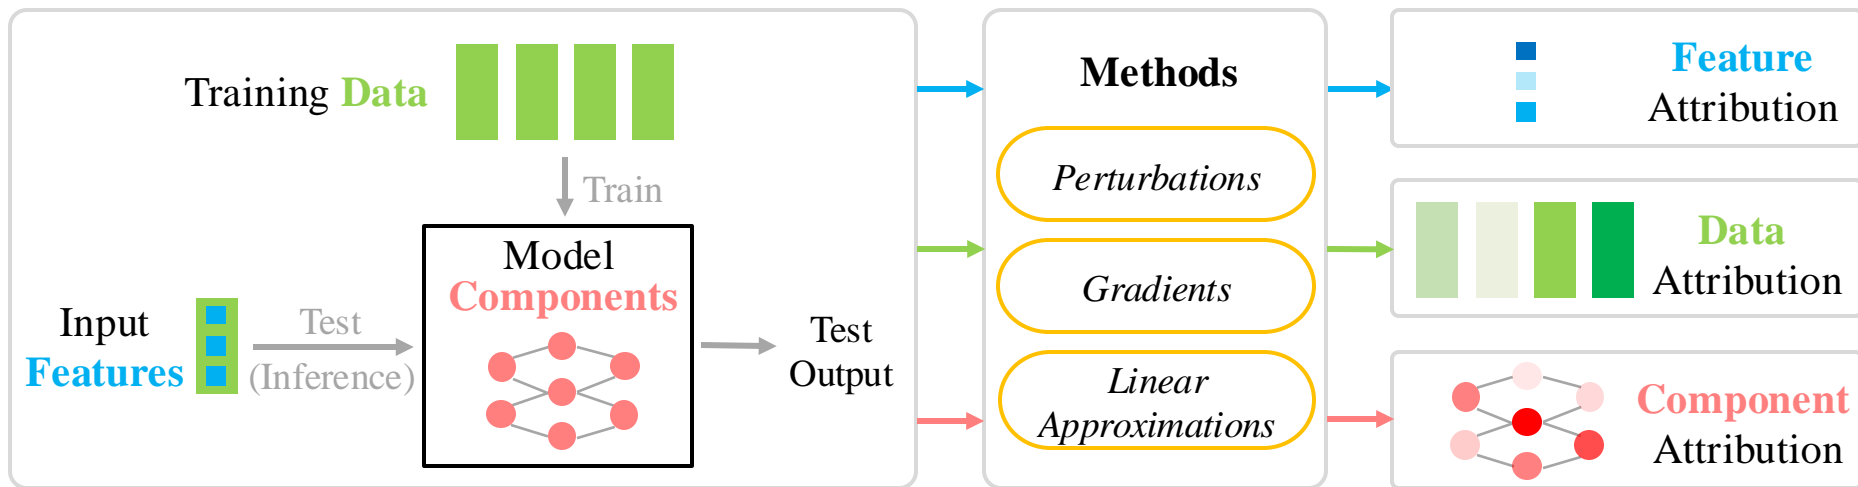 Training Data
Train
Model
Components
Input
Features
Test
(Inference)
Test
Output
Methods
Perturbations
Gradients
Linear
Approximations
Feature
Attribution
Data
Attribution
Component
Attribution